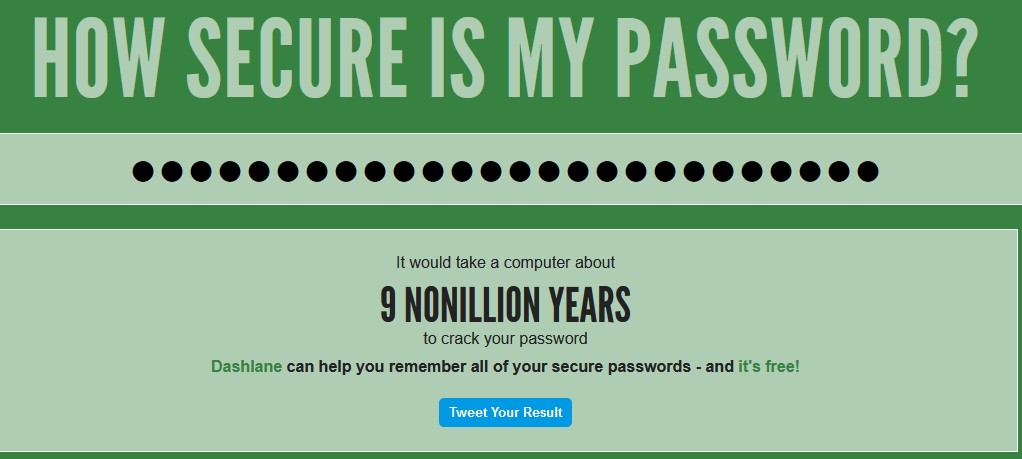 HOW SECURE IS MY PASSWORD?
●●●●●●●●●●●●●●●●●●●●●●●●●●
It would take a computer about
9 NONILLION YEARS
to crack your password
Dashlane can help you remember all of your secure passwords - and it's free!
Tweet Your Result